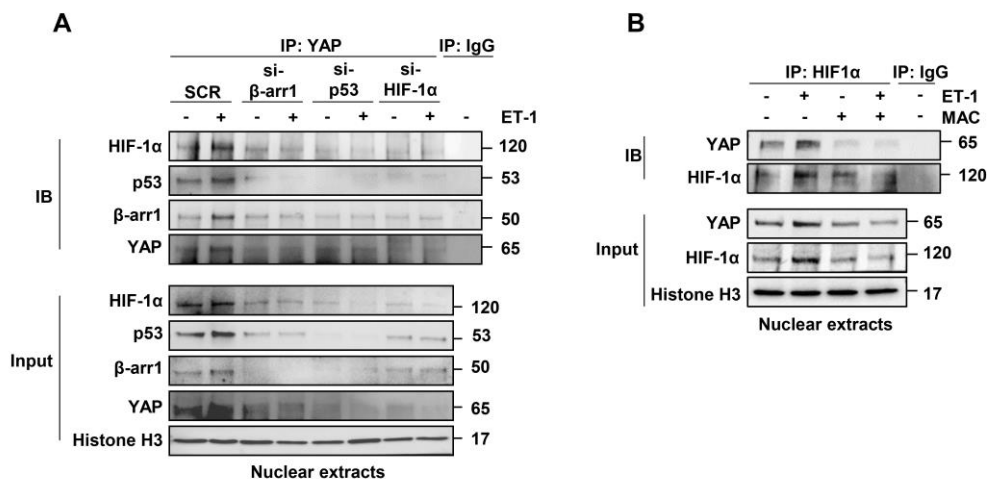 A
IP: YAP IP: IgG
SCR si-β-arr1 si-p53 si-HIF-1α
- + - + - + - + - ET-1
IB
HIF-1α 120
p53 53
β-arr1 50
YAP 65
Input
HIF-1α 120
p53 53
β-arr1 50
YAP 65
Histone H3 17
Nuclear extracts
B
IP: HIF1α IP: IgG
- + - + - ET-1
- - + + - MAC
IB
YAP 65
HIF-1α 120
Input
YAP 65
HIF-1α 120
Histone H3 17
Nuclear extracts